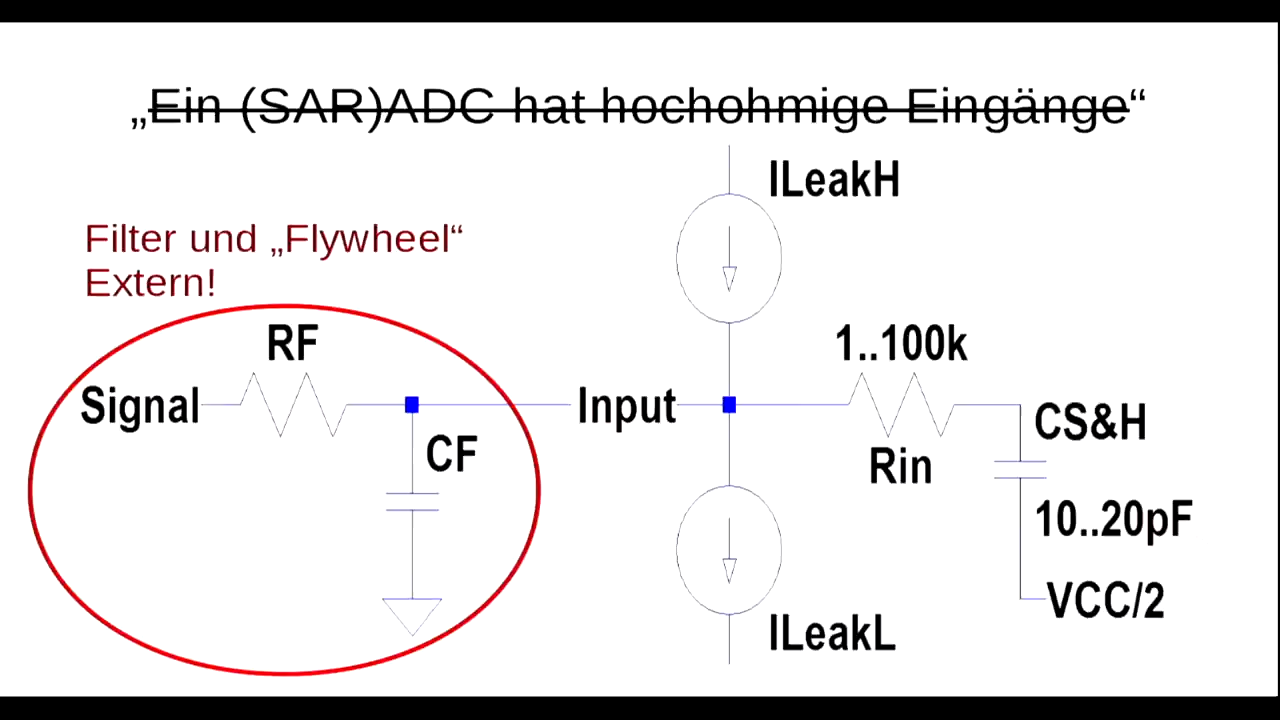 „Ein (SAR)ADC hat hochohmige Eingänge“
ILeakH
Filter und „Flywheel“
Extern!
RF
1..100k
Signal
Input
CS&H
CF
Rin
10..20pF
VCC/2
ILeakL